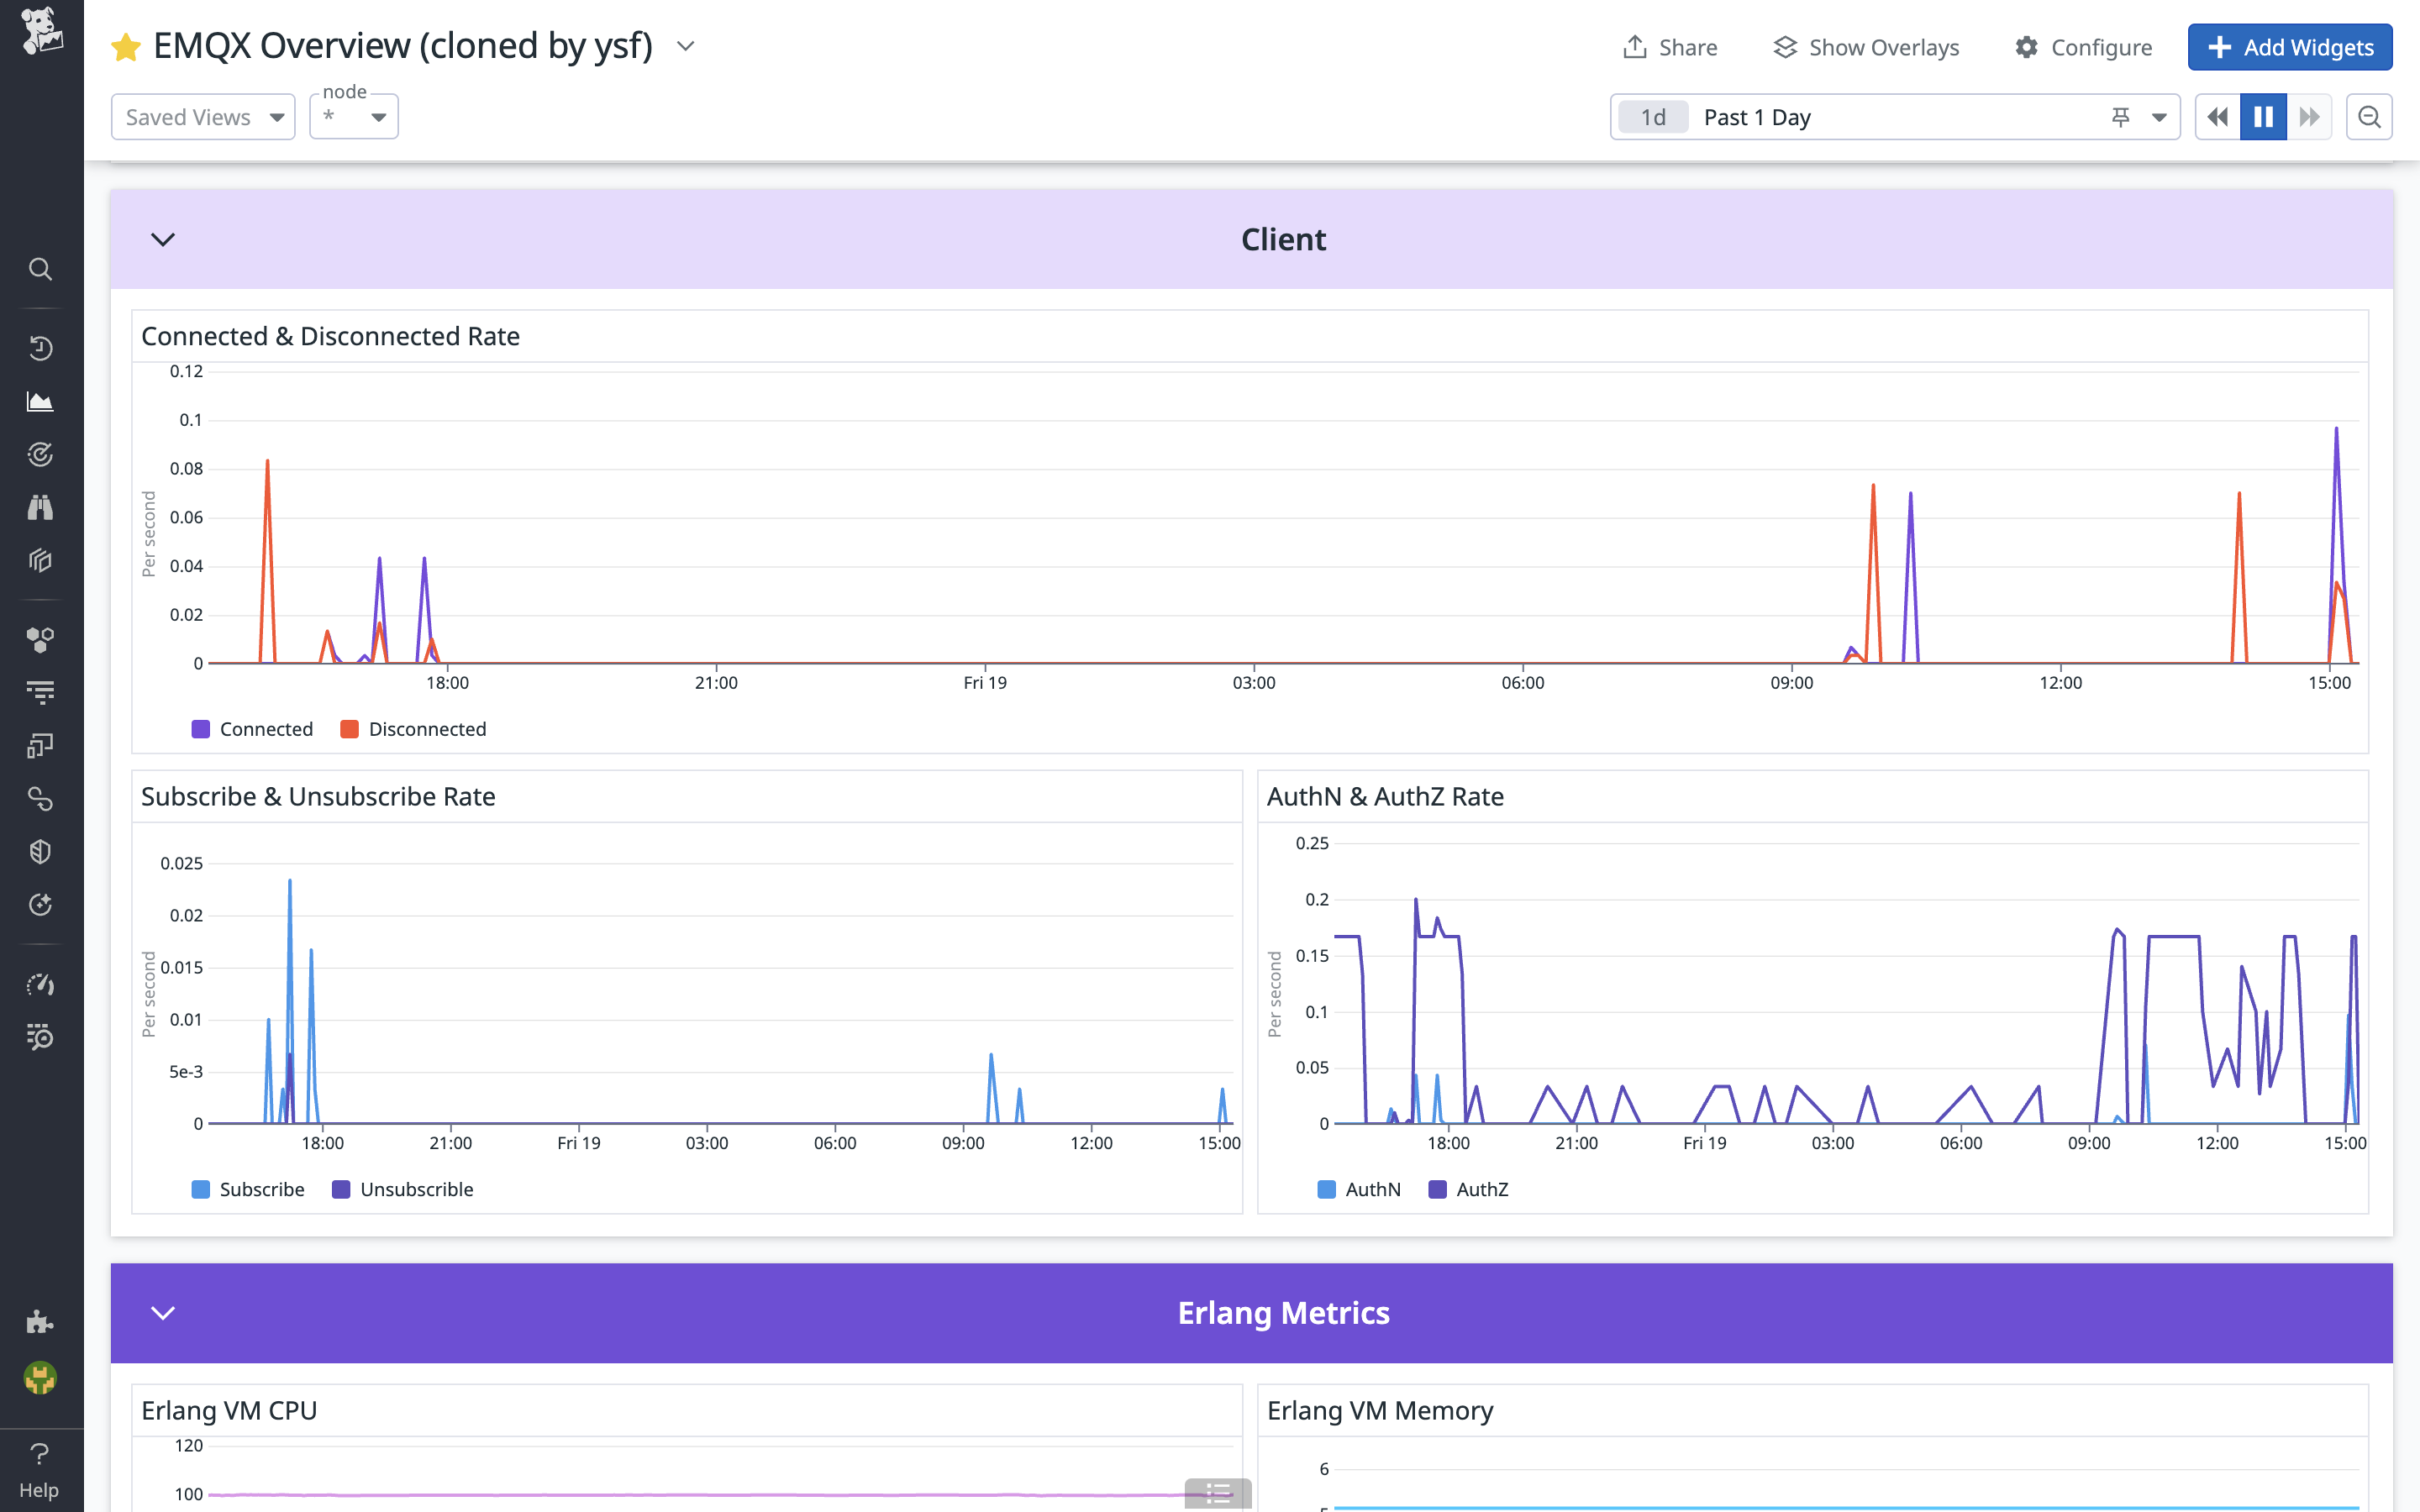 EMQX Overview (cloned by ysf)
Share
Show Overlays
Configure
Add Widgets
Saved Views
node
*
1d
Past 1 Day
Client
Connected & Disconnected Rate
Per second
0.12
0.1
0.08
0.06
0.04
0.02
0
18:00
21:00
Fri 19
03:00
06:00
09:00
12:00
15:00
Connected
Disconnected
Subscribe & Unsubscribe Rate
Per second
0.025
0.02
0.015
0.01
5e-3
0
18:00
21:00
Fri 19
03:00
06:00
09:00
12:00
15:00
Subscribe
Unsubscrible
AuthN & AuthZ Rate
Per second
0.25
0.2
0.15
0.1
0.05
0
18:00
21:00
Fri 19
03:00
06:00
09:00
12:00
15:00
AuthN
AuthZ
Erlang Metrics
Erlang VM CPU
120
100
Erlang VM Memory
6
Help